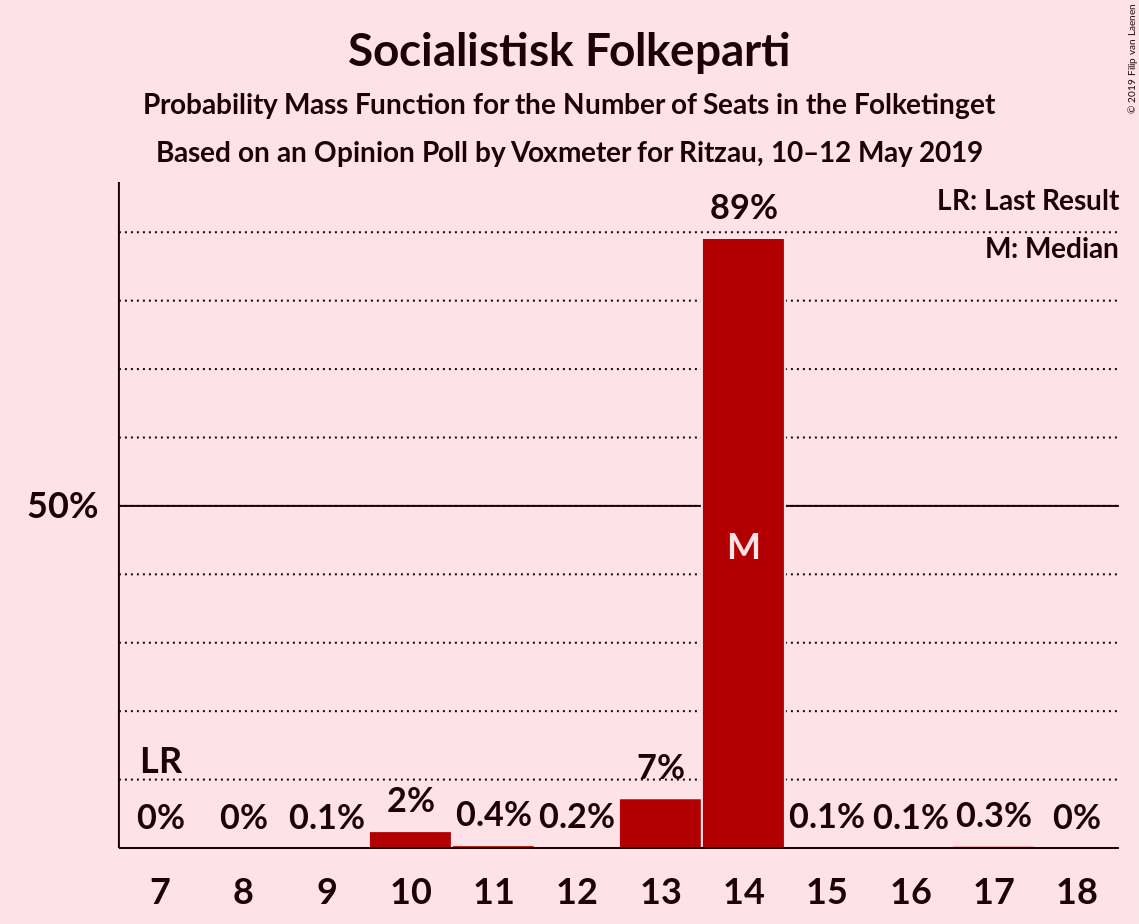 Socialistisk Folkeparti
Probability Mass Function for the Number of Seats in the Folketinget
Based on an Opinion Poll by Voxmeter for Ritzau, 10–12 May 2019
© 2019 Filip van Laenen
LR: Last Result
M: Median
89%
50%
M
LR
7%
0% 0% 0.1% 2% 0.4% 0.2% 0.1% 0.1% 0.3% 0%
7 8 9 10 11 12 13 14 15 16 17 18